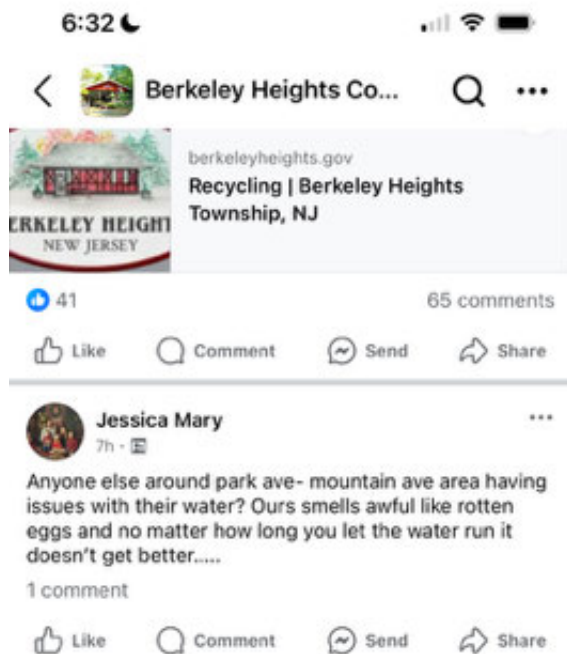 6:32
Berkeley Heights Co...
berkeleyheights.gov
Recycling | Berkeley Heights
Township, NJ
ERKELEY HEIGHT
NEW JERSEY
41
65 comments
Like
Comment
Send
Share
Jessica Mary
7h
Anyone else around park ave- mountain ave area having
issues with their water? Ours smells awful like rotten
eggs and no matter how long you let the water run it
doesn't get better.....
1 comment
Like
Comment
Send
Share